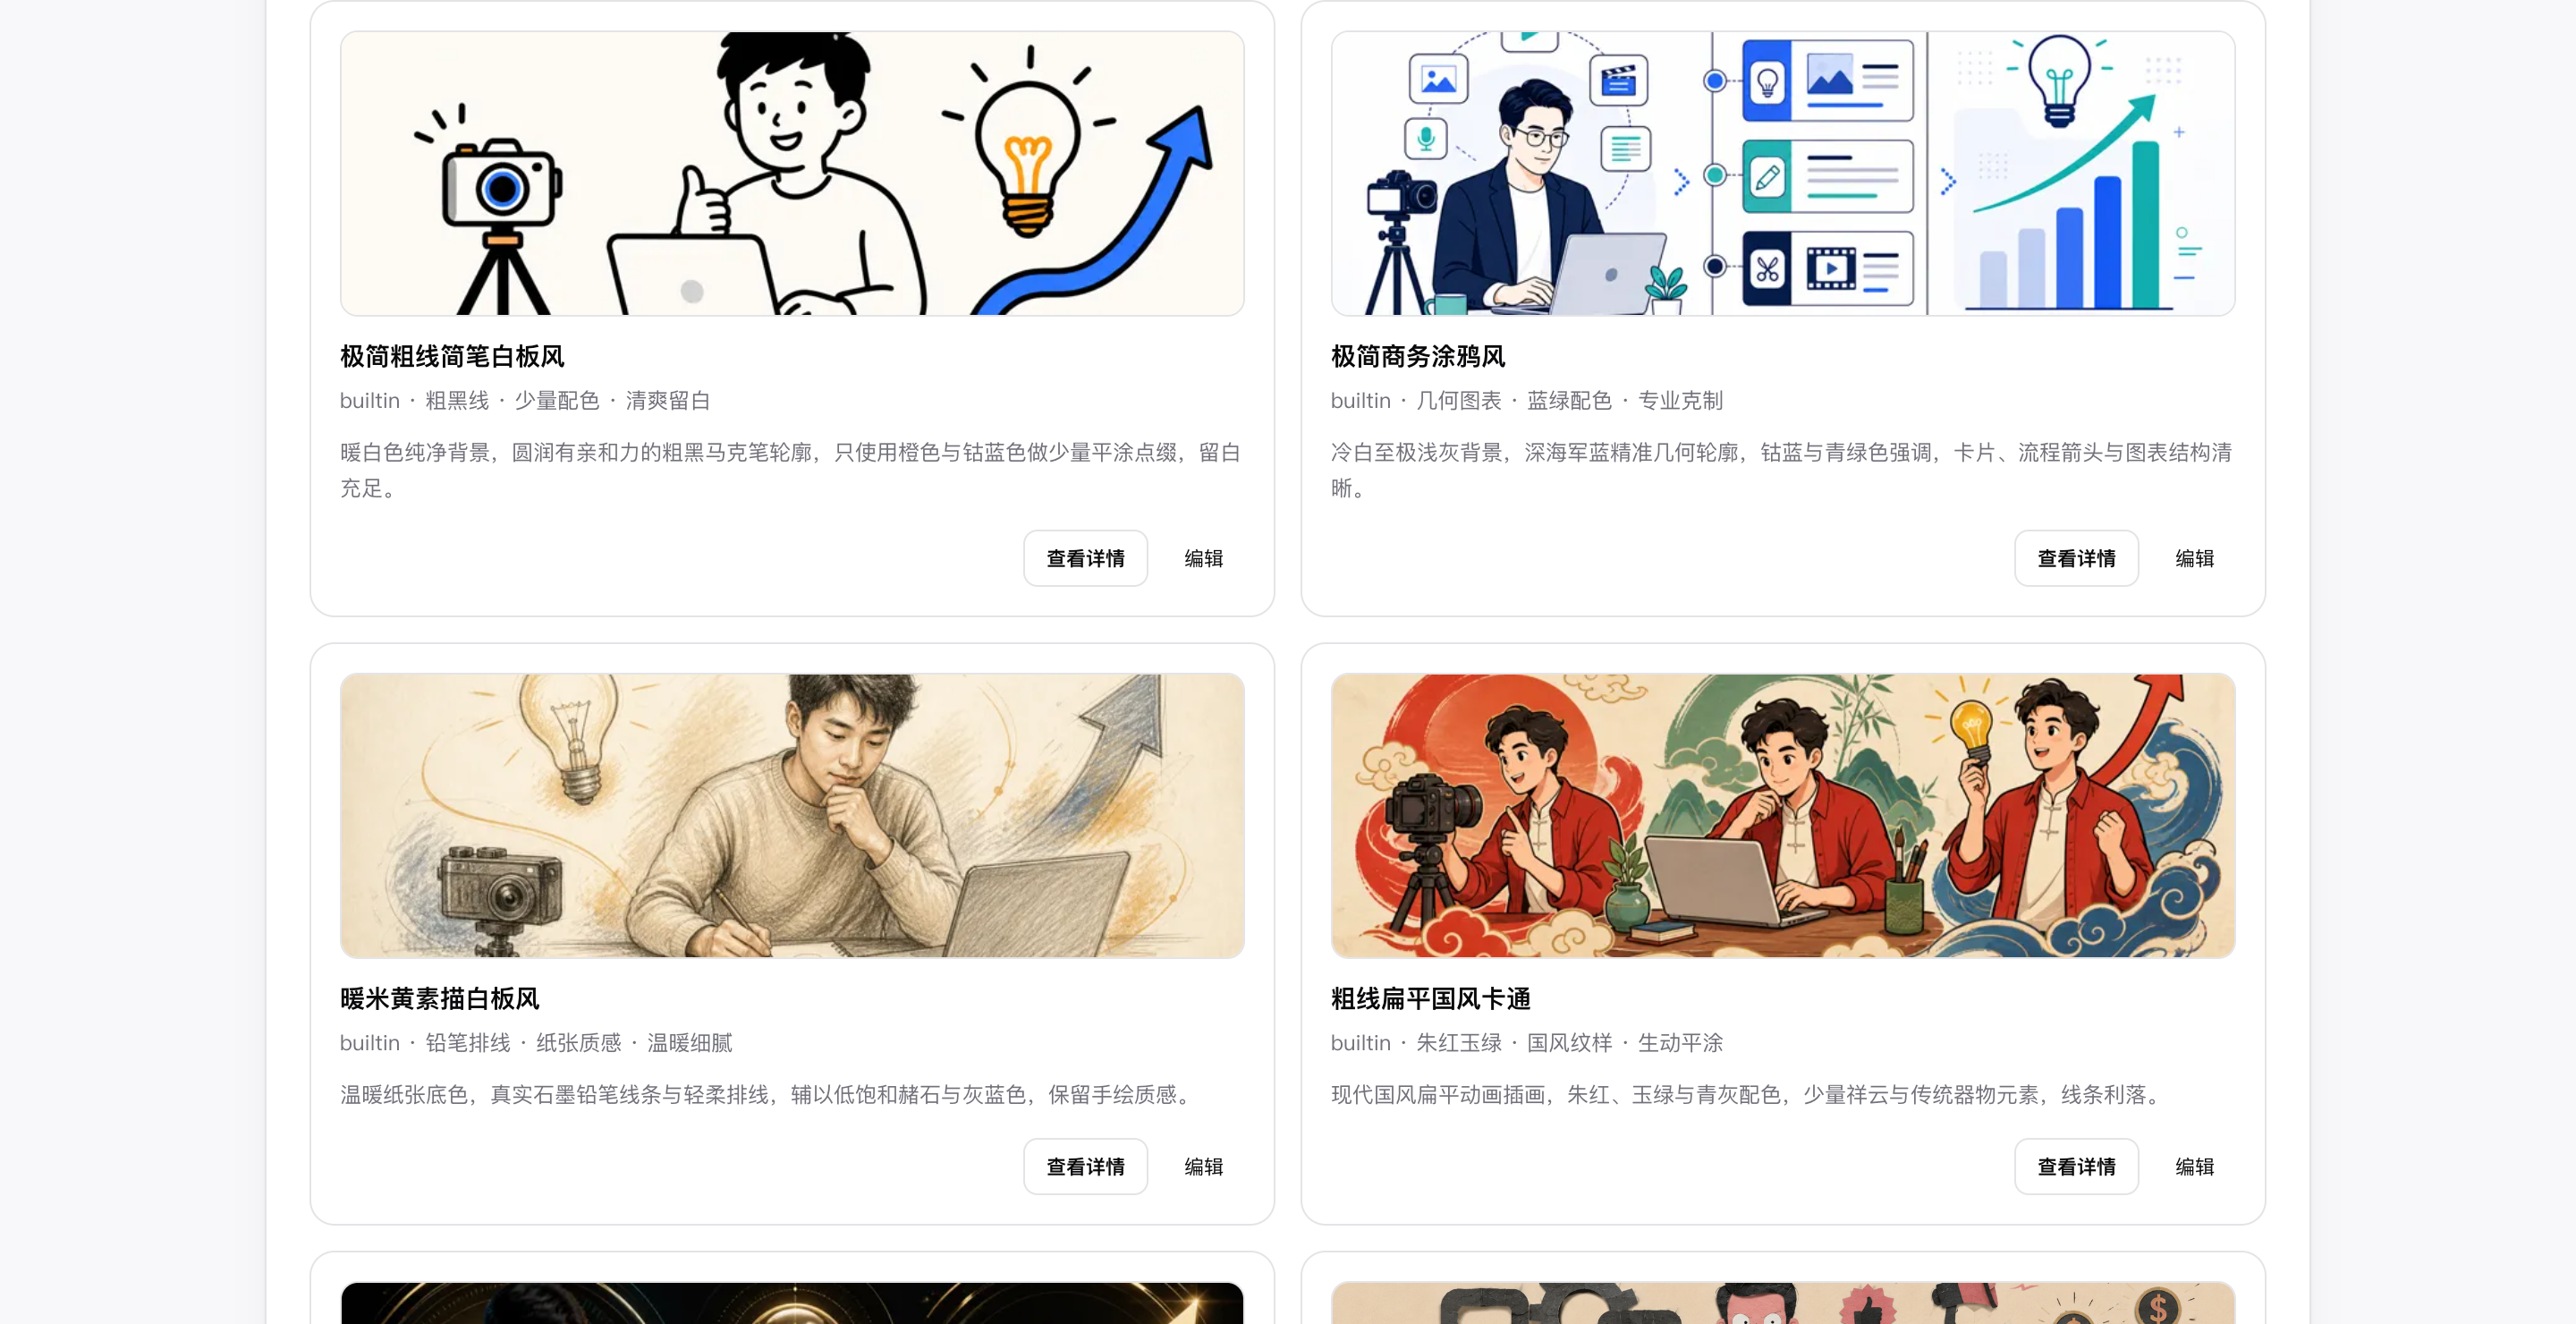 极简粗线简笔白板风
builtin · 粗黑线 · 少量配色 · 清爽留白
暖白色纯净背景，圆润有亲和力的粗黑马克笔轮廓，只使用橙色与钴蓝色做少量平涂点缀，留白
充足。
查看详情 编辑
极简商务涂鸦风
builtin · 几何图表 · 蓝绿配色 · 专业克制
冷白至极浅灰背景，深海军蓝精准几何轮廓，钴蓝与青绿色强调，卡片、流程箭头与图表结构清
晰。
查看详情 编辑
暖米黄素描白板风
builtin · 铅笔排线 · 纸张质感 · 温暖细腻
温暖纸张底色，真实石墨铅笔线条与轻柔排线，辅以低饱和赭石与灰蓝色，保留手绘质感。
查看详情 编辑
粗线扁平国风卡通
builtin · 朱红玉绿 · 国风纹样 · 生动平涂
现代国风扁平动画插画，朱红、玉绿与青灰配色，少量祥云与传统器物元素，线条利落。
查看详情 编辑
$